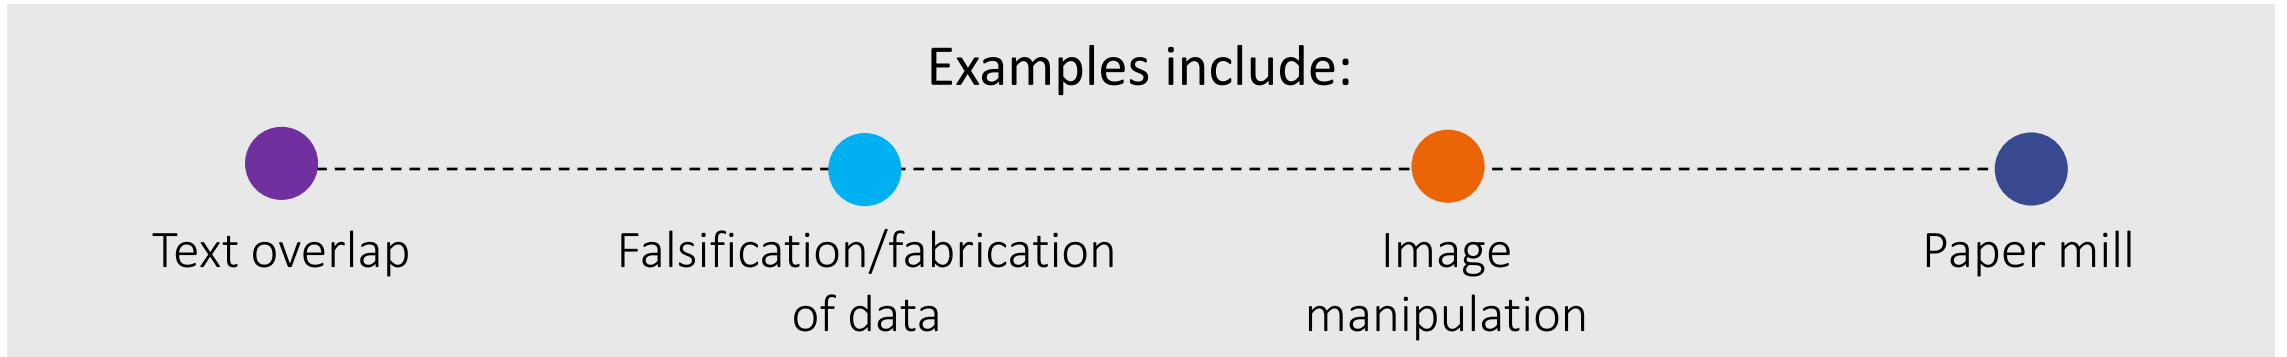 Examples include:
Text overlap
Falsification/fabrication
of data
Image
manipulation
Paper mill